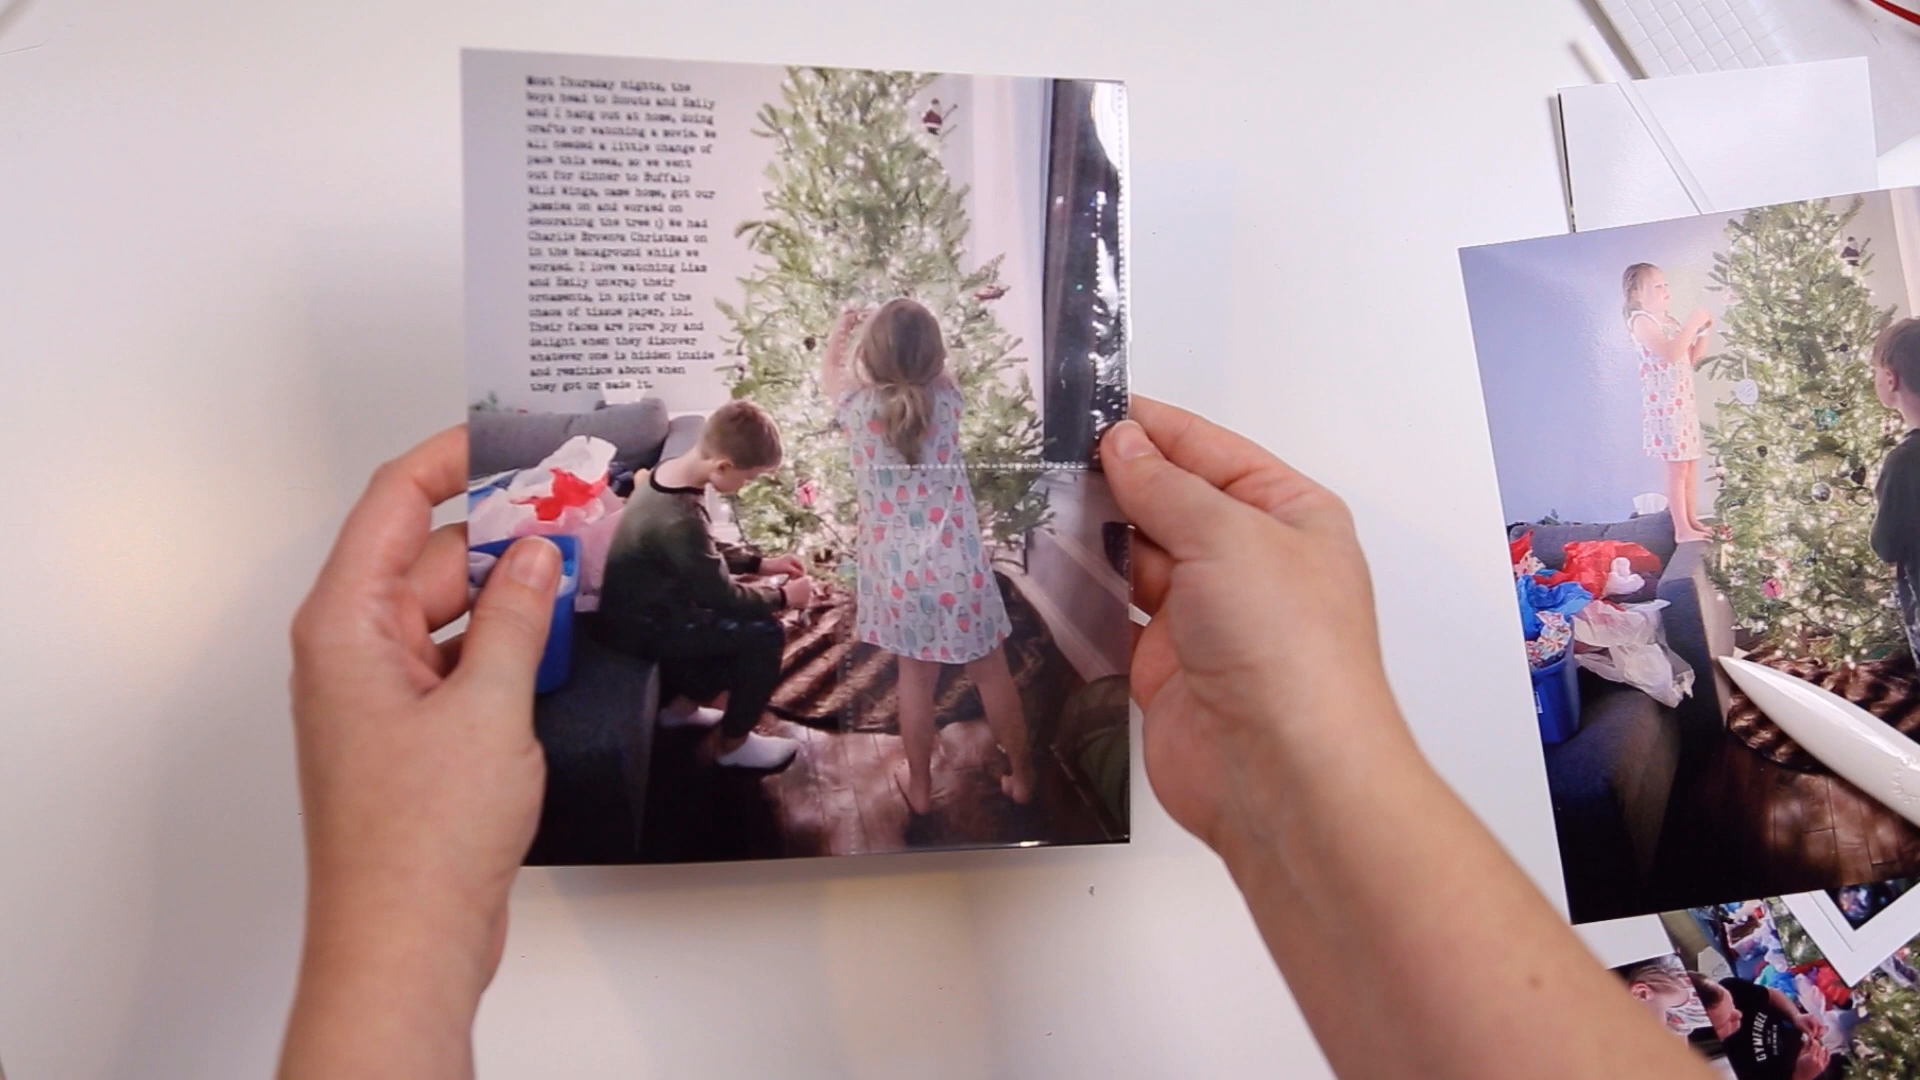 Most Thursday nights, the
boys head to Scouts and Emily
and I hang out at home, doing
crafts or watching a movie. We
all needed a little change of
pace this week, so we went
out for dinner to Buffalo
Wild Wings, came home, got our
jammies on and worked on
decorating the tree :) We had
Charlie Browns Christmas on
in the background while we
worked. I love watching Liam
and Emily unwrap their
ornaments, in spite of the
chaos of tissue paper, lol.
Their faces are pure joy and
delight when they discover
whatever one is hidden inside
and reminisce about when
they got or made it.